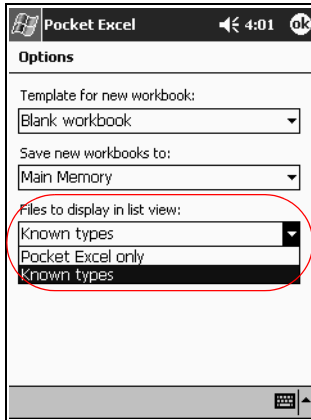 Pocket Excel 4:01 ok
Options
Template for new workbook:
Blank workbook
Save new workbooks to:
Main Memory
Files to display in list view:
Known types
Pocket Excel only
Known types